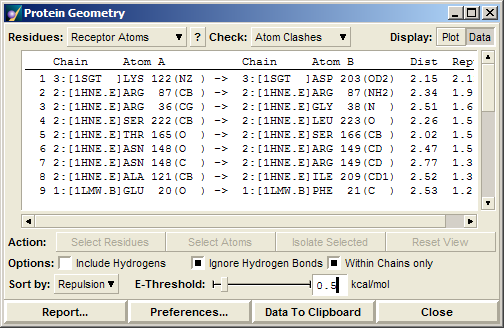 Protein Geometry
Residues: Receptor Atoms ? Check: Atom Clashes Display: Plot Data
Chain Atom A Chain Atom B Dist
1 3:[1SGT ]LYS 122(NZ ) -> 3:[1SGT ]ASP 203(OD2) 2.15 2.1
2 2:[1HNE.E]ARG 87(CB ) -> 2:[1HNE.E]ARG 87(NH2) 2.34 1.9
3 2:[1HNE.E]ARG 36(CG ) -> 2:[1HNE.E]GLY 38(N ) 2.51 1.6
4 2:[1HNE.E]SER 222(CB ) -> 2:[1HNE.E]LEU 223(O ) 2.26 1.5
5 2:[1HNE.E]THR 165(O ) -> 2:[1HNE.E]SER 166(CB ) 2.02 1.5
6 2:[1HNE.E]ASN 148(O ) -> 2:[1HNE.E]ARG 149(CD ) 2.47 1.5
7 2:[1HNE.E]ASN 148(C ) -> 2:[1HNE.E]ARG 149(CD ) 2.77 1.3
8 2:[1HNE.E]ALA 121(CB ) -> 2:[1HNE.E]ILE 209(CD1) 2.52 1.3
9 1:[1LMW.B]GLU 20(O ) -> 1:[1LMW.B]PHE 21(C ) 2.53 1.2
Action: Select Residues Select Atoms Isolate Selected Reset View
Options: Include Hydrogens Ignore Hydrogen Bonds Within Chains only
Sort by: Repulsion E-Threshold: 0.5 kcal/mol
Report... Preferences... Data To Clipboard Close